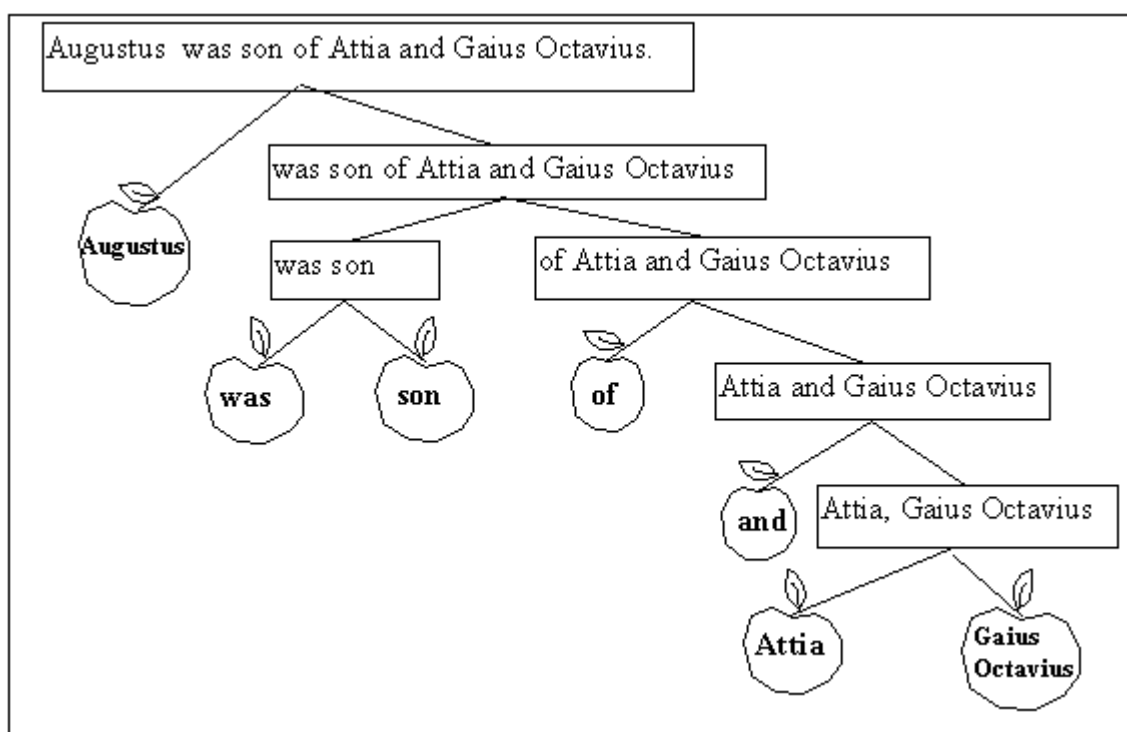 Augustus was son of Attia and Gaius Octavius.
was son of Attia and Gaius Octavius
Augustus
was son
of Attia and Gaius Octavius
was
son
of
Attia and Gaius Octavius
and
Attia, Gaius Octavius
Attia
Gaius
Octavius